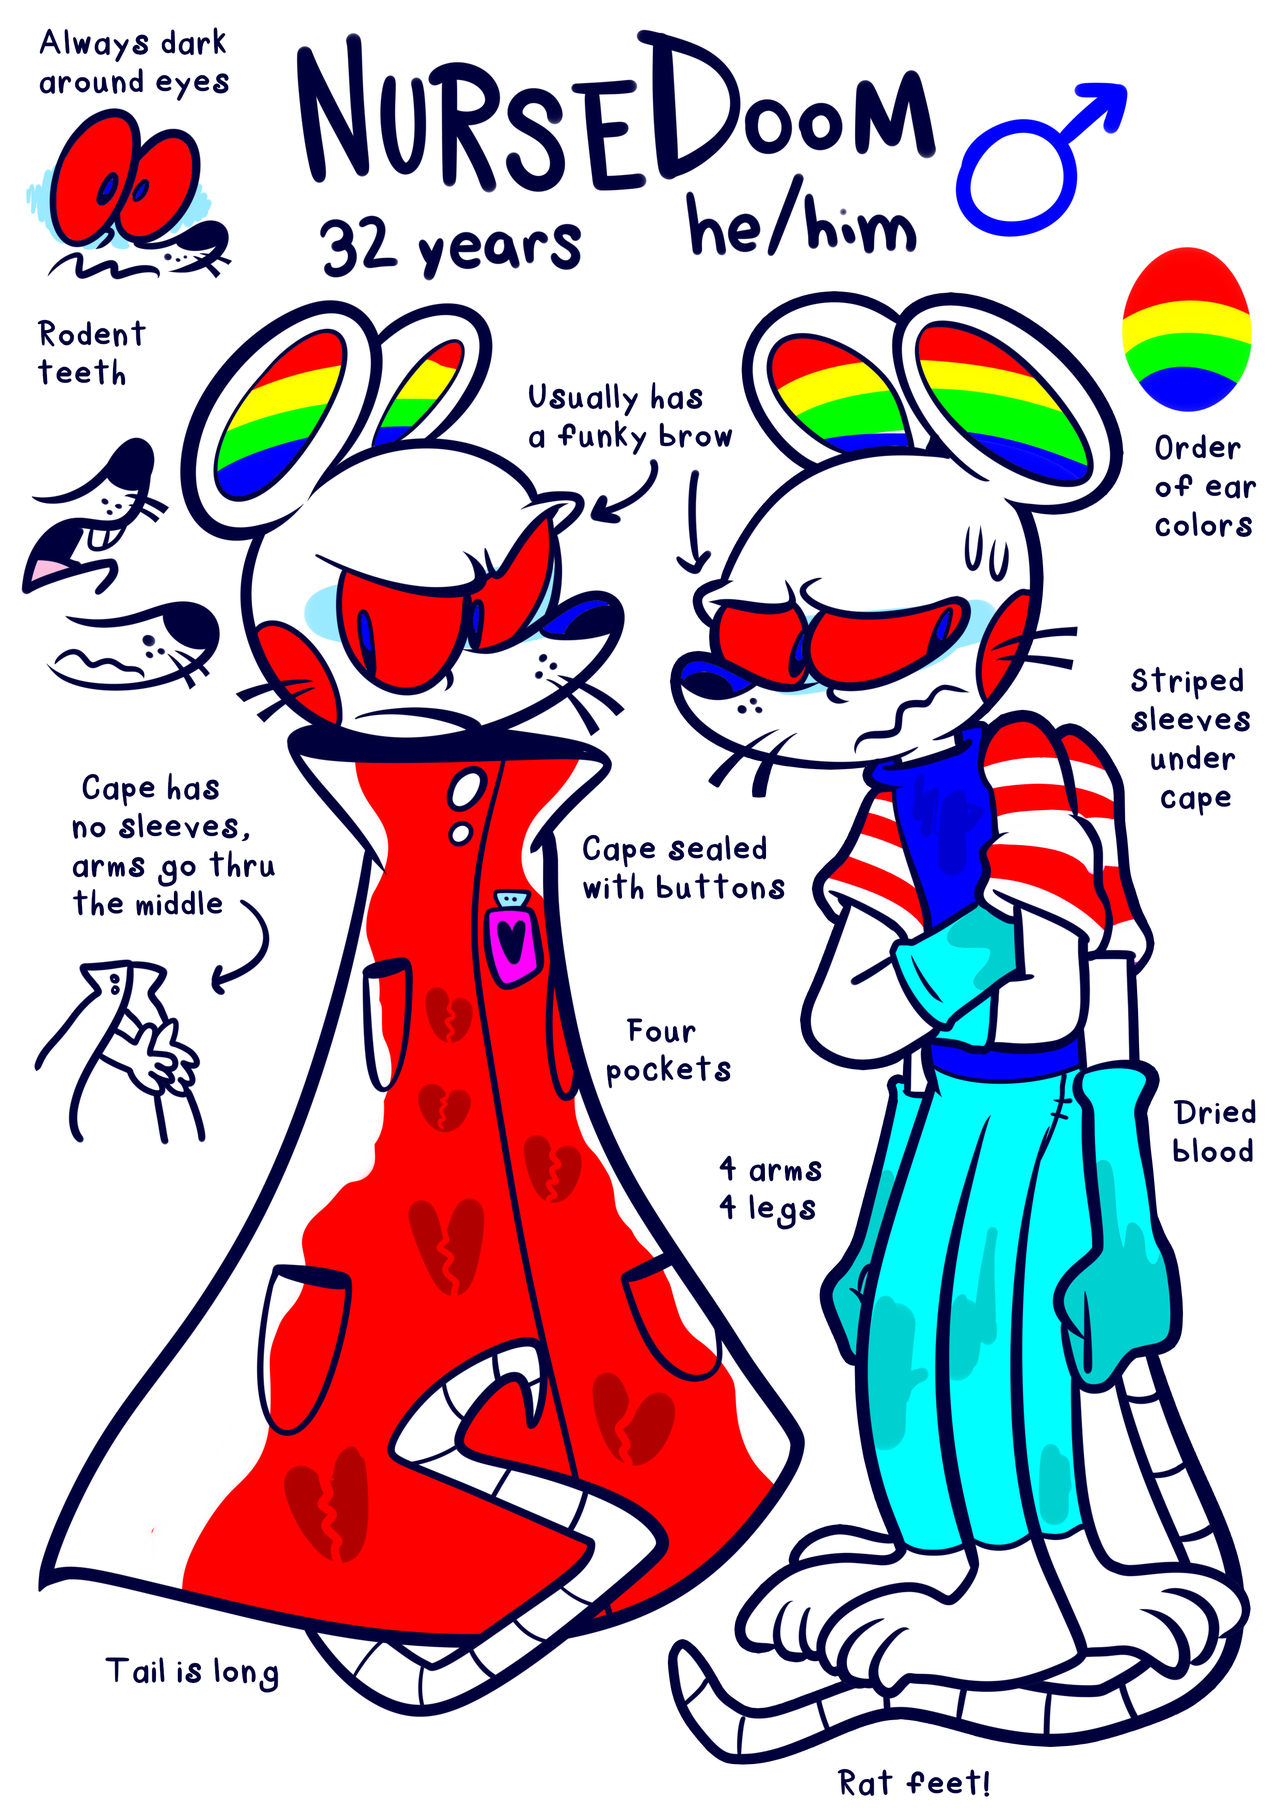 Always dark
around eyes
NURSEDOOM
32 years
he/him
Rodent
teeth
Usually has
a funky brow
Order
of ear
colors
Striped
sleeves
under
cape
Cape has
no sleeves,
arms go thru
the middle
Cape sealed
with buttons
Four
pockets
4 arms
4 legs
Dried
blood
Tail is long
Rat feet!